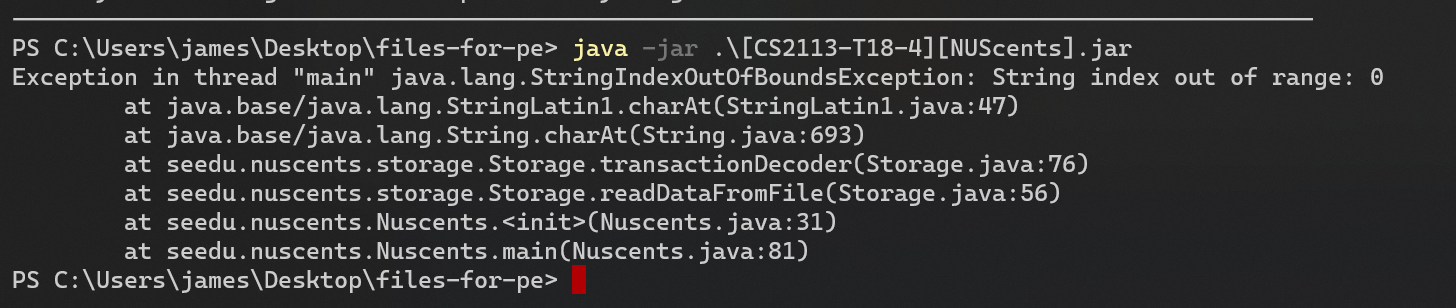 PS C:\Users\james\Desktop\files-for-pe> java -jar .\[CS2113-T18-4][NUScents].jar
Exception in thread "main" java.lang.StringIndexOutOfBoundsException: String index out of range: 0
        at java.base/java.lang.StringLatin1.charAt(StringLatin1.java:47)
        at java.base/java.lang.String.charAt(String.java:693)
        at seedu.nuscents.storage.Storage.transactionDecoder(Storage.java:76)
        at seedu.nuscents.storage.Storage.readDataFromFile(Storage.java:56)
        at seedu.nuscents.Nuscents.<init>(Nuscents.java:31)
        at seedu.nuscents.Nuscents.main(Nuscents.java:81)
PS C:\Users\james\Desktop\files-for-pe>